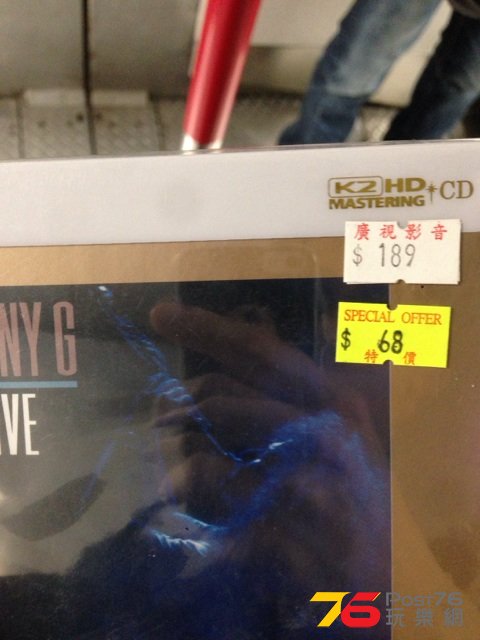 K2 HD
MASTERING CD
廣視影音
$ 189
SPECIAL OFFER
$ 68
特價
NY G
IVE
76 Post76
玩樂網